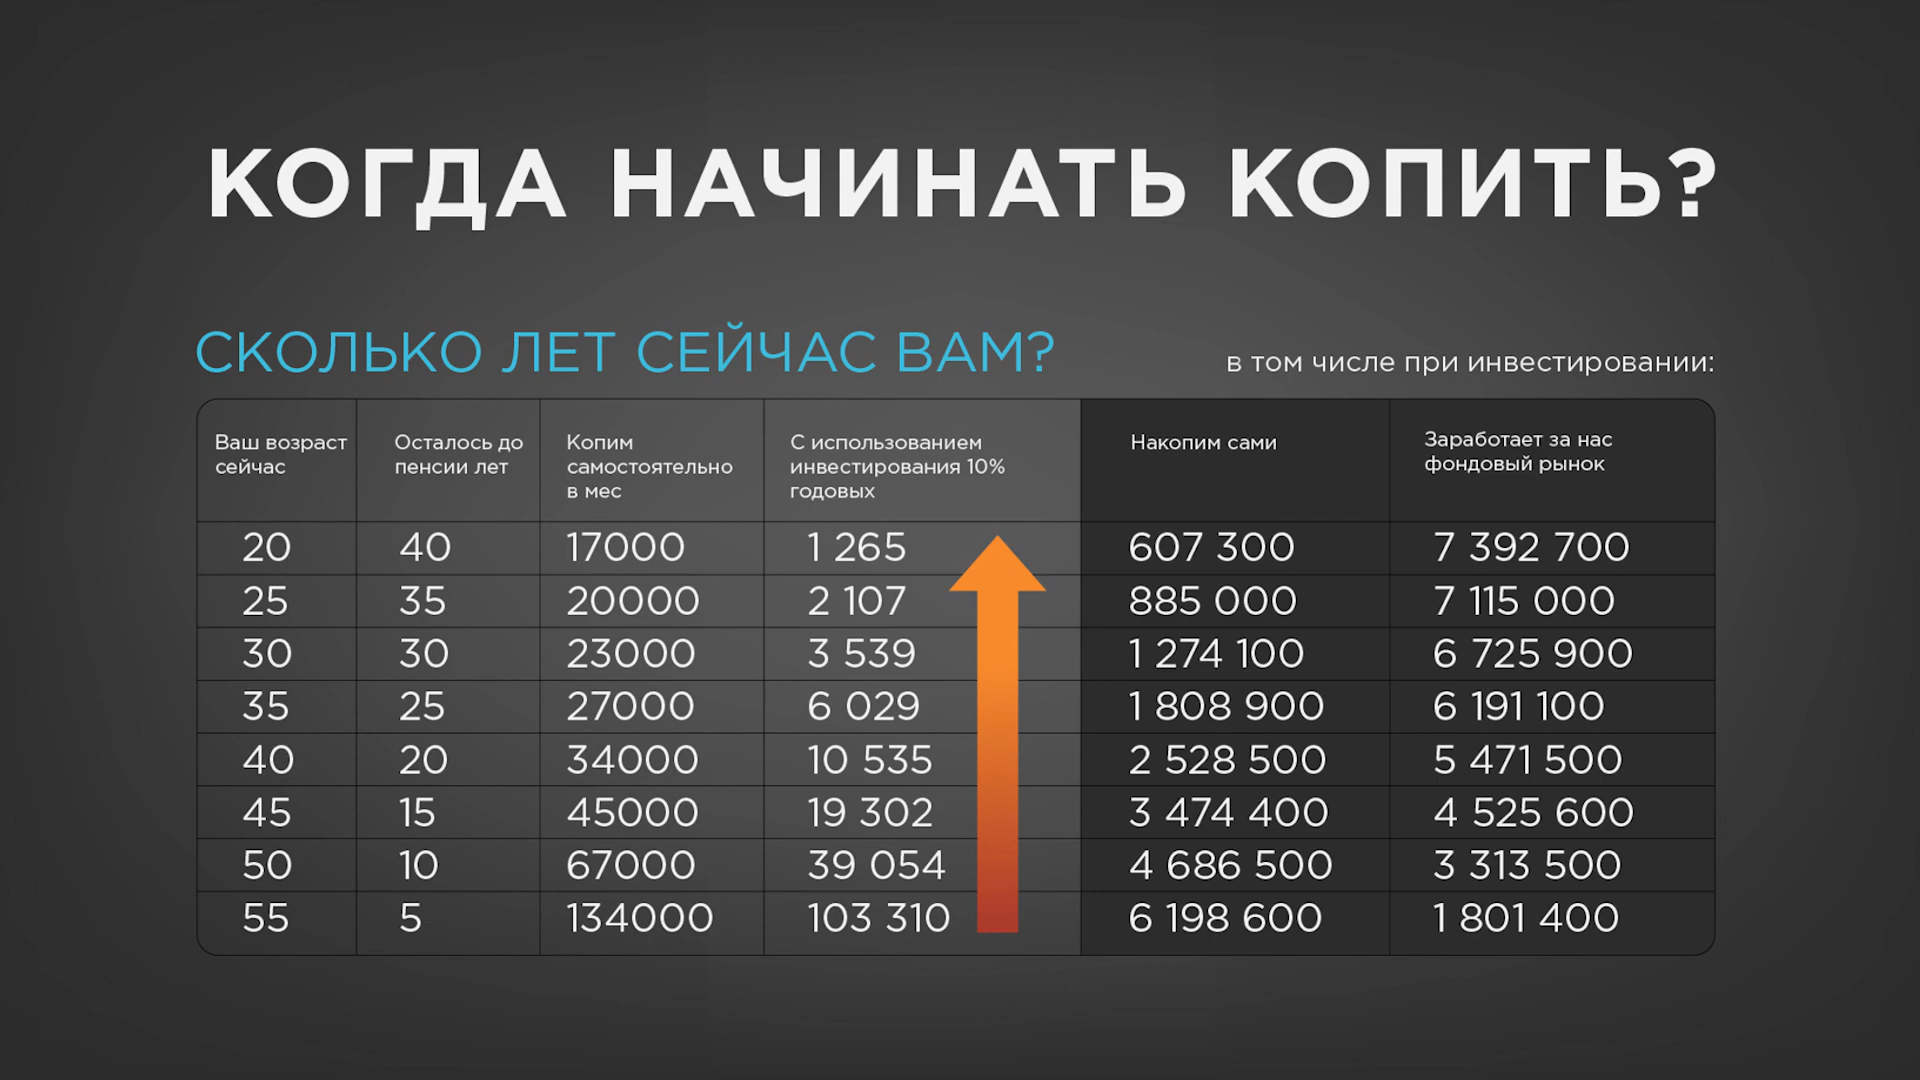 КОГДА НАЧИНАТЬ КОПИТЬ?
СКОЛЬКО ЛЕТ СЕЙЧАС ВАМ?
в том числе при инвестировании:
Ваш возраст сейчас Осталось до пенсии лет Копим самостоятельно в мес С использованием инвестирования 10% годовых Накопим сами Заработает за нас фондовый рынок
20 40 17000 1 265 607 300 7 392 700
25 35 20000 2 107 885 000 7 115 000
30 30 23000 3 539 1 274 100 6 725 900
35 25 27000 6 029 1 808 900 6 191 100
40 20 34000 10 535 2 528 500 5 471 500
45 15 45000 19 302 3 474 400 4 525 600
50 10 67000 39 054 4 686 500 3 313 500
55 5 134000 103 310 6 198 600 1 801 400